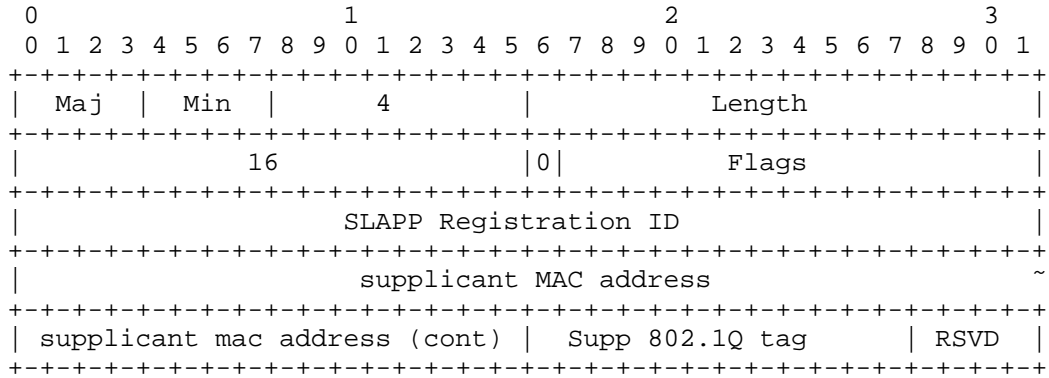 0                   1                   2                   3
 0 1 2 3 4 5 6 7 8 9 0 1 2 3 4 5 6 7 8 9 0 1 2 3 4 5 6 7 8 9 0 1
+-+-+-+-+-+-+-+-+-+-+-+-+-+-+-+-+-+-+-+-+-+-+-+-+-+-+-+-+-+-+-+-+
|  Maj  |  Min  |      4        |           Length              |
+-+-+-+-+-+-+-+-+-+-+-+-+-+-+-+-+-+-+-+-+-+-+-+-+-+-+-+-+-+-+-+-+
|              16               |0|          Flags              |
+-+-+-+-+-+-+-+-+-+-+-+-+-+-+-+-+-+-+-+-+-+-+-+-+-+-+-+-+-+-+-+-+
|                    SLAPP Registration ID                      |
+-+-+-+-+-+-+-+-+-+-+-+-+-+-+-+-+-+-+-+-+-+-+-+-+-+-+-+-+-+-+-+-+
|                     supplicant MAC address                    ~
+-+-+-+-+-+-+-+-+-+-+-+-+-+-+-+-+-+-+-+-+-+-+-+-+-+-+-+-+-+-+-+-+
| supplicant mac address (cont) |  Supp 802.1Q tag      | RSVD  |
+-+-+-+-+-+-+-+-+-+-+-+-+-+-+-+-+-+-+-+-+-+-+-+-+-+-+-+-+-+-+-+-+